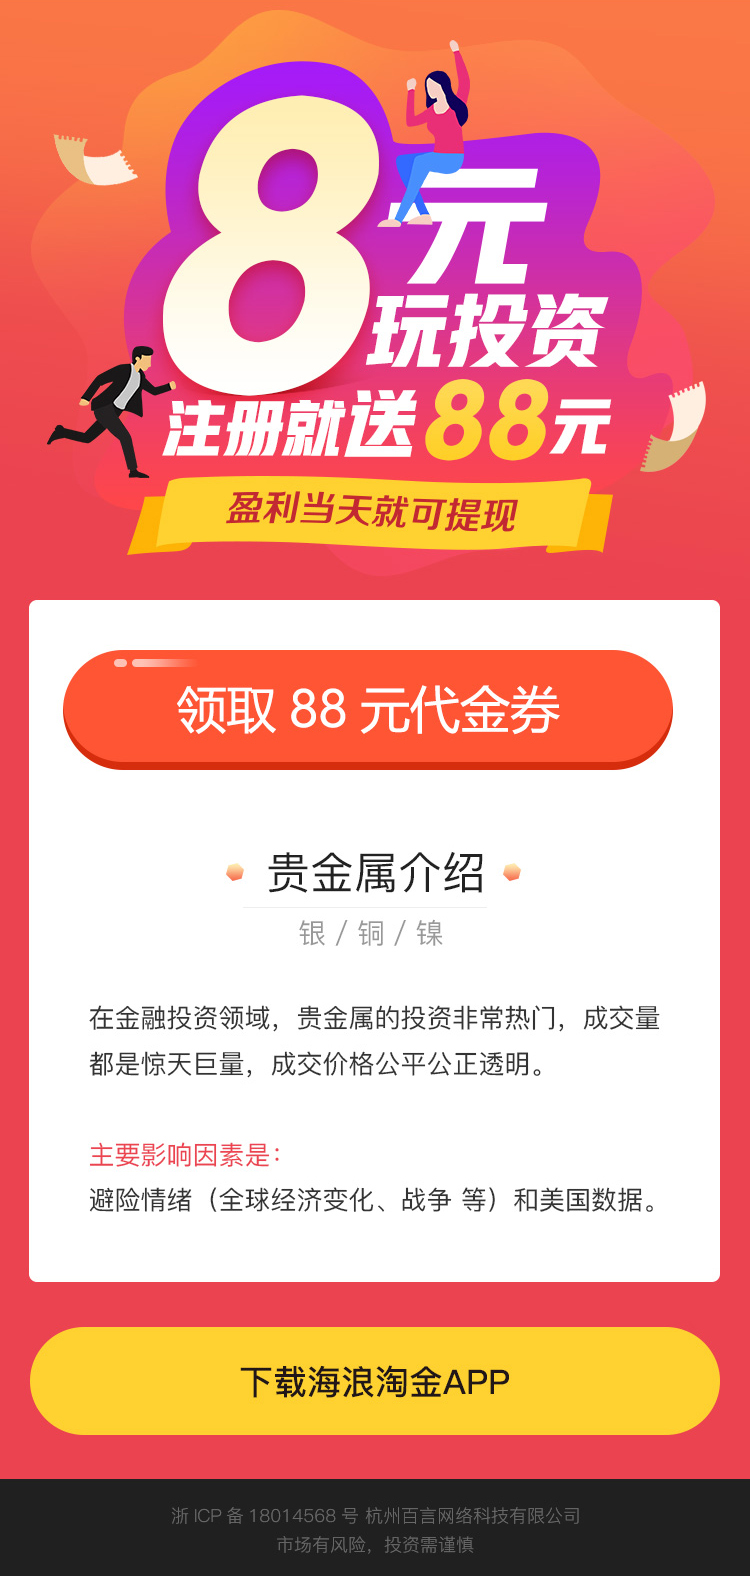 8元
玩投资
注册就送88元
盈利当天就可提现
领取 88 元代金券
贵金属介绍
银 / 铜 / 镍
在金融投资领域，贵金属的投资非常热门，成交量
都是惊天巨量，成交价格公平公正透明。
主要影响因素是：
避险情绪（全球经济变化、战争 等）和美国数据。
下载海浪淘金APP
浙 ICP 备 18014568 号 杭州百言网络科技有限公司
市场有风险，投资需谨慎